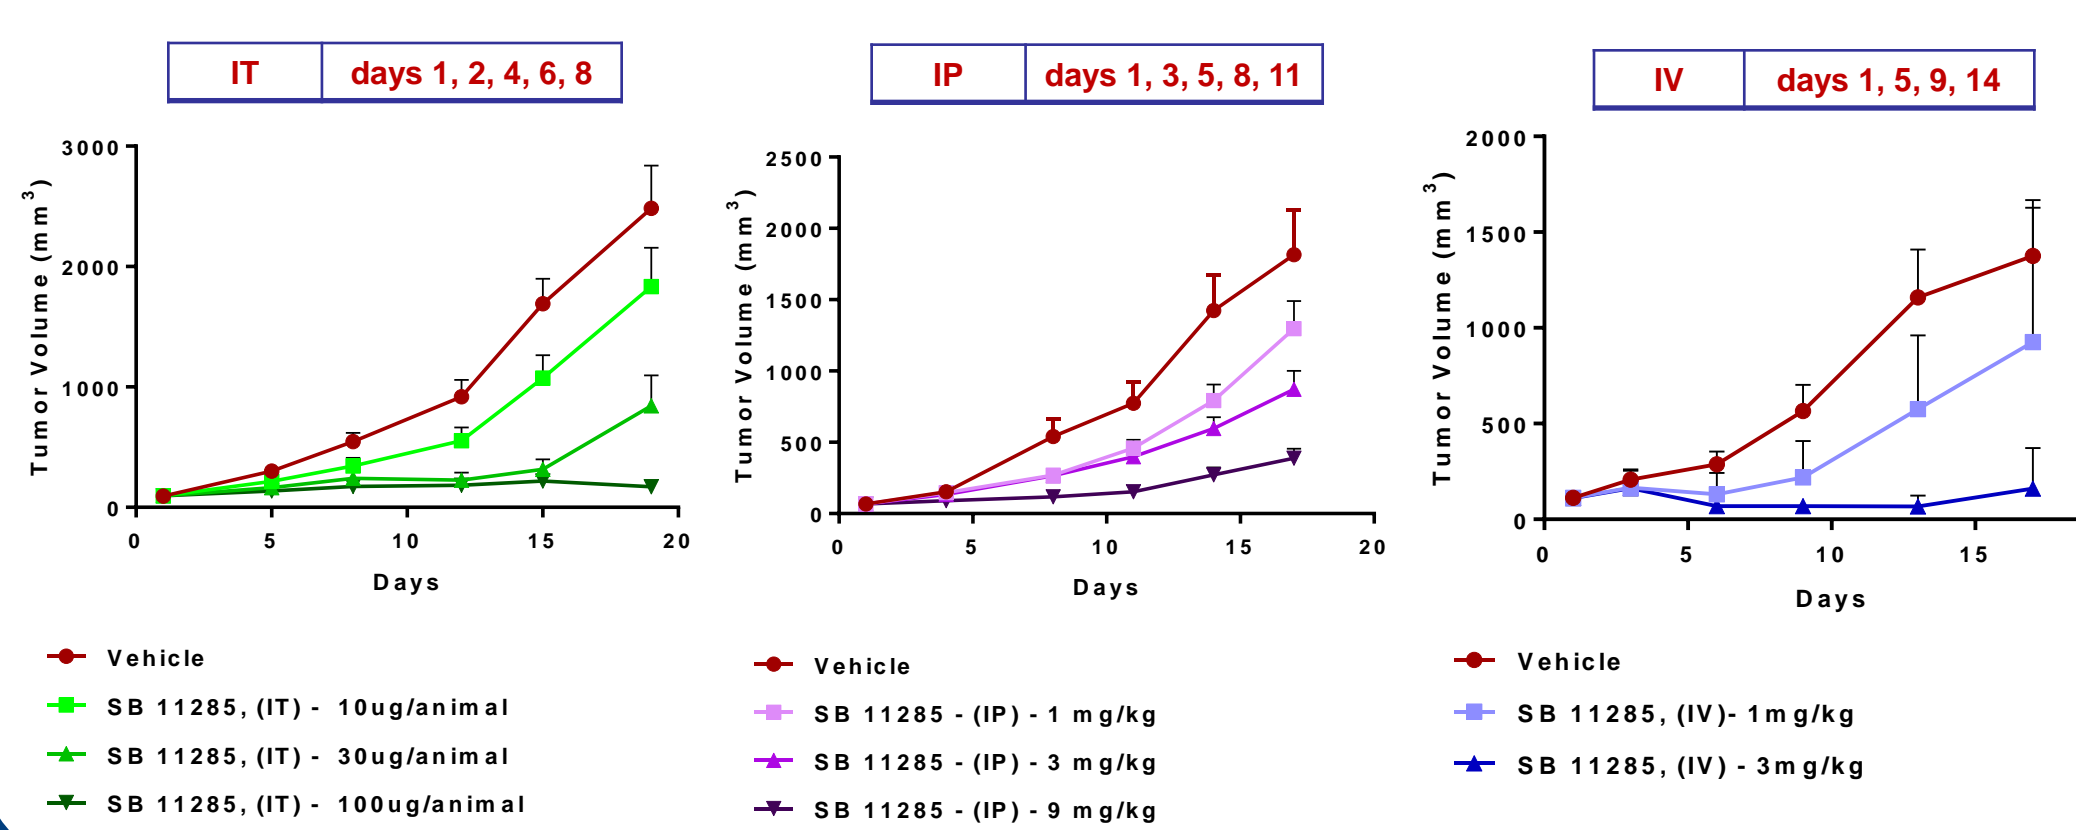 IT days 1, 2, 4, 6, 8
3000
2000
1000
0
Tumor Volume (mm3)
0 5 10 15 20
Days
Vehicle
SB 11285, (IT) - 10ug/animal
SB 11285, (IT) - 30ug/animal
SB 11285, (IT) - 100ug/animal
IP days 1, 3, 5, 8, 11
2500
2000
1500
1000
500
0
Tumor Volume (mm3)
0 5 10 15 20
Days
Vehicle
SB 11285 - (IP) - 1 mg/kg
SB 11285 - (IP) - 3 mg/kg
SB 11285 - (IP) - 9 mg/kg
IV days 1, 5, 9, 14
2000
1500
1000
500
0
Tumor Volume (mm3)
0 5 10 15
Days
Vehicle
SB 11285, (IV)- 1mg/kg
SB 11285, (IV) - 3mg/kg